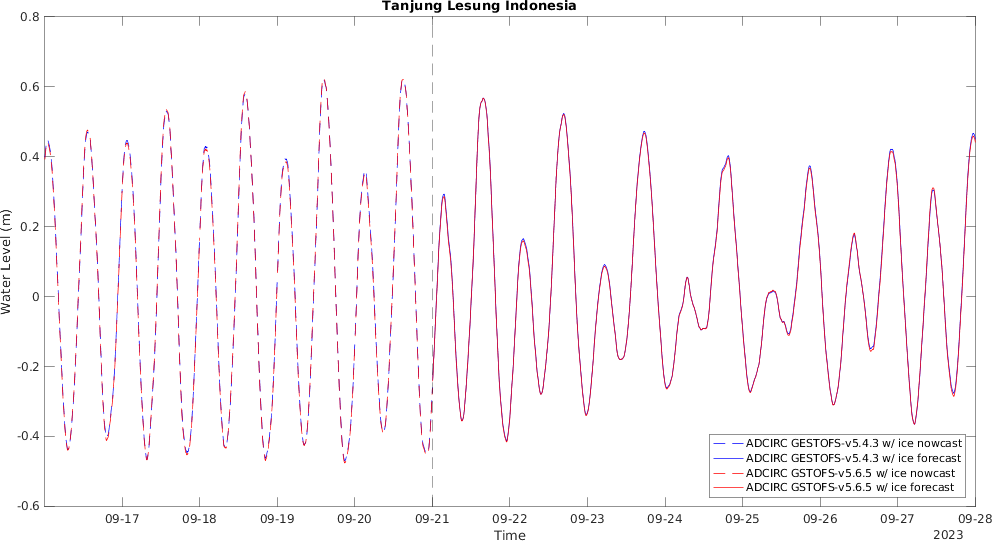 Tanjung Lesung Indonesia
0.8
0.6
0.4
0.2
0
-0.2
-0.4
-0.6
Water Level (m)
ADCIRC GESTOFS-v5.4.3 w/ ice nowcast
ADCIRC GESTOFS-v5.4.3 w/ ice forecast
ADCIRC GSTOFS-v5.6.5 w/ ice nowcast
ADCIRC GSTOFS-v5.6.5 w/ ice forecast
09-17 09-18 09-19 09-20 09-21 09-22 09-23 09-24 09-25 09-26 09-27 09-28
Time
2023